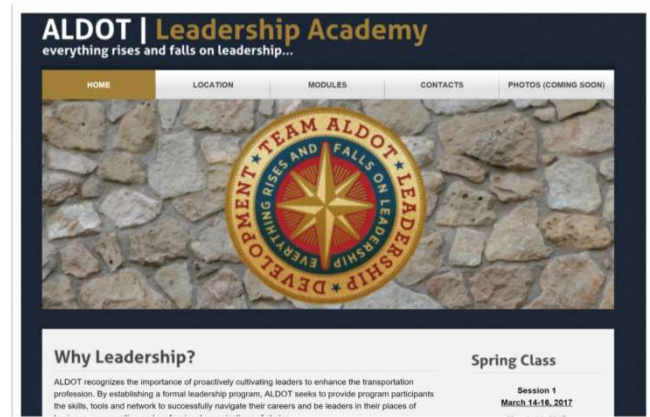 ALDOT | Leadership Academy
everything rises and falls on leadership...
HOME LOCATION MODULES CONTACTS PHOTOS (COMING SOON)
TEAM ALDOT ★ LEADERSHIP ★ DEVELOPMENT ★
EVERYTHING RISES AND FALLS ON LEADERSHIP
Why Leadership?
ALDOT recognizes the importance of proactively cultivating leaders to enhance the transportation
profession. By establishing a formal leadership program, ALDOT seeks to provide program participants
the skills, tools and network to successfully navigate their careers and be leaders in their places of
Spring Class
Session 1
March 14-16, 2017